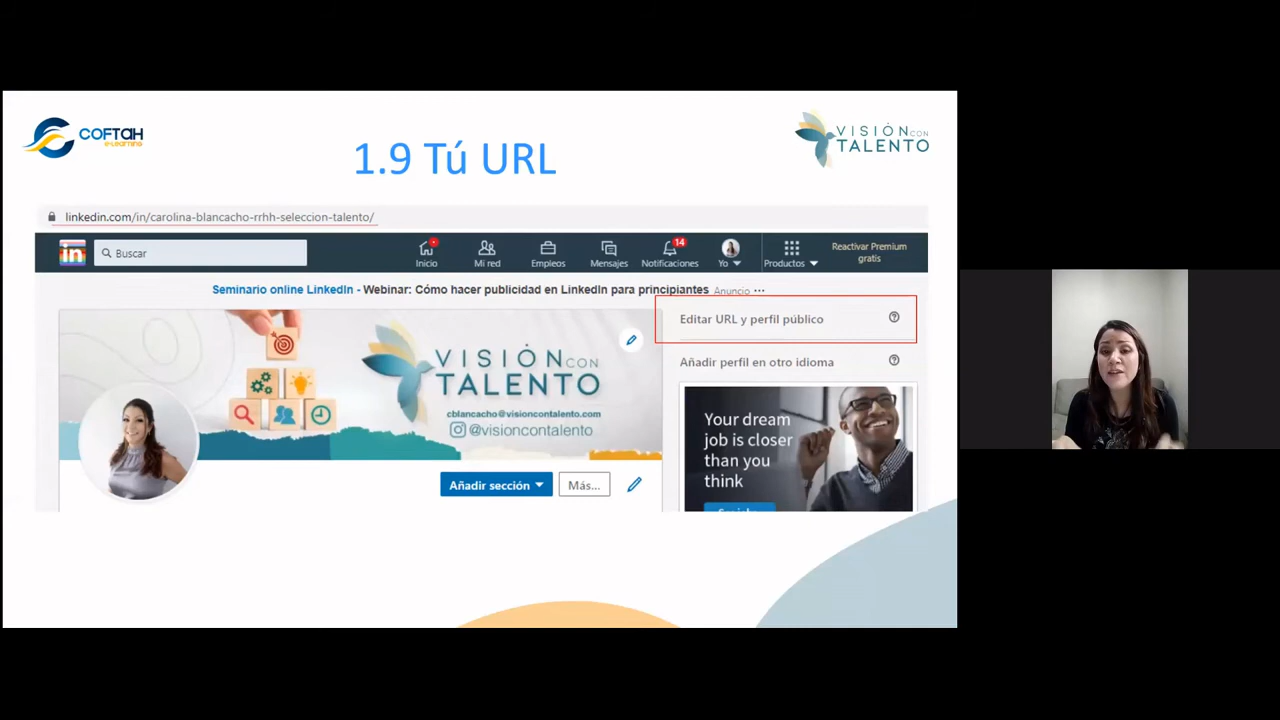 COFTAH
e-Learning
1.9 Tú URL
VISIÓN CON
TALENTO
linkedin.com/in/carolina-blancacho-rrhh-seleccion-talento/
in
Buscar
Inicio
Mi red
Empleos
Mensajes
14
Notificaciones
Yo
Productos
Reactivar Premium
gratis
Seminario online LinkedIn - Webinar: Cómo hacer publicidad en LinkedIn para principiantes Anuncio ···
Editar URL y perfil público
Añadir perfil en otro idioma
VISIÓN CON
TALENTO
cblancacho@visioncontalento.com
@visioncontalento
Añadir sección
Más...
Your dream
job is closer
than you
think